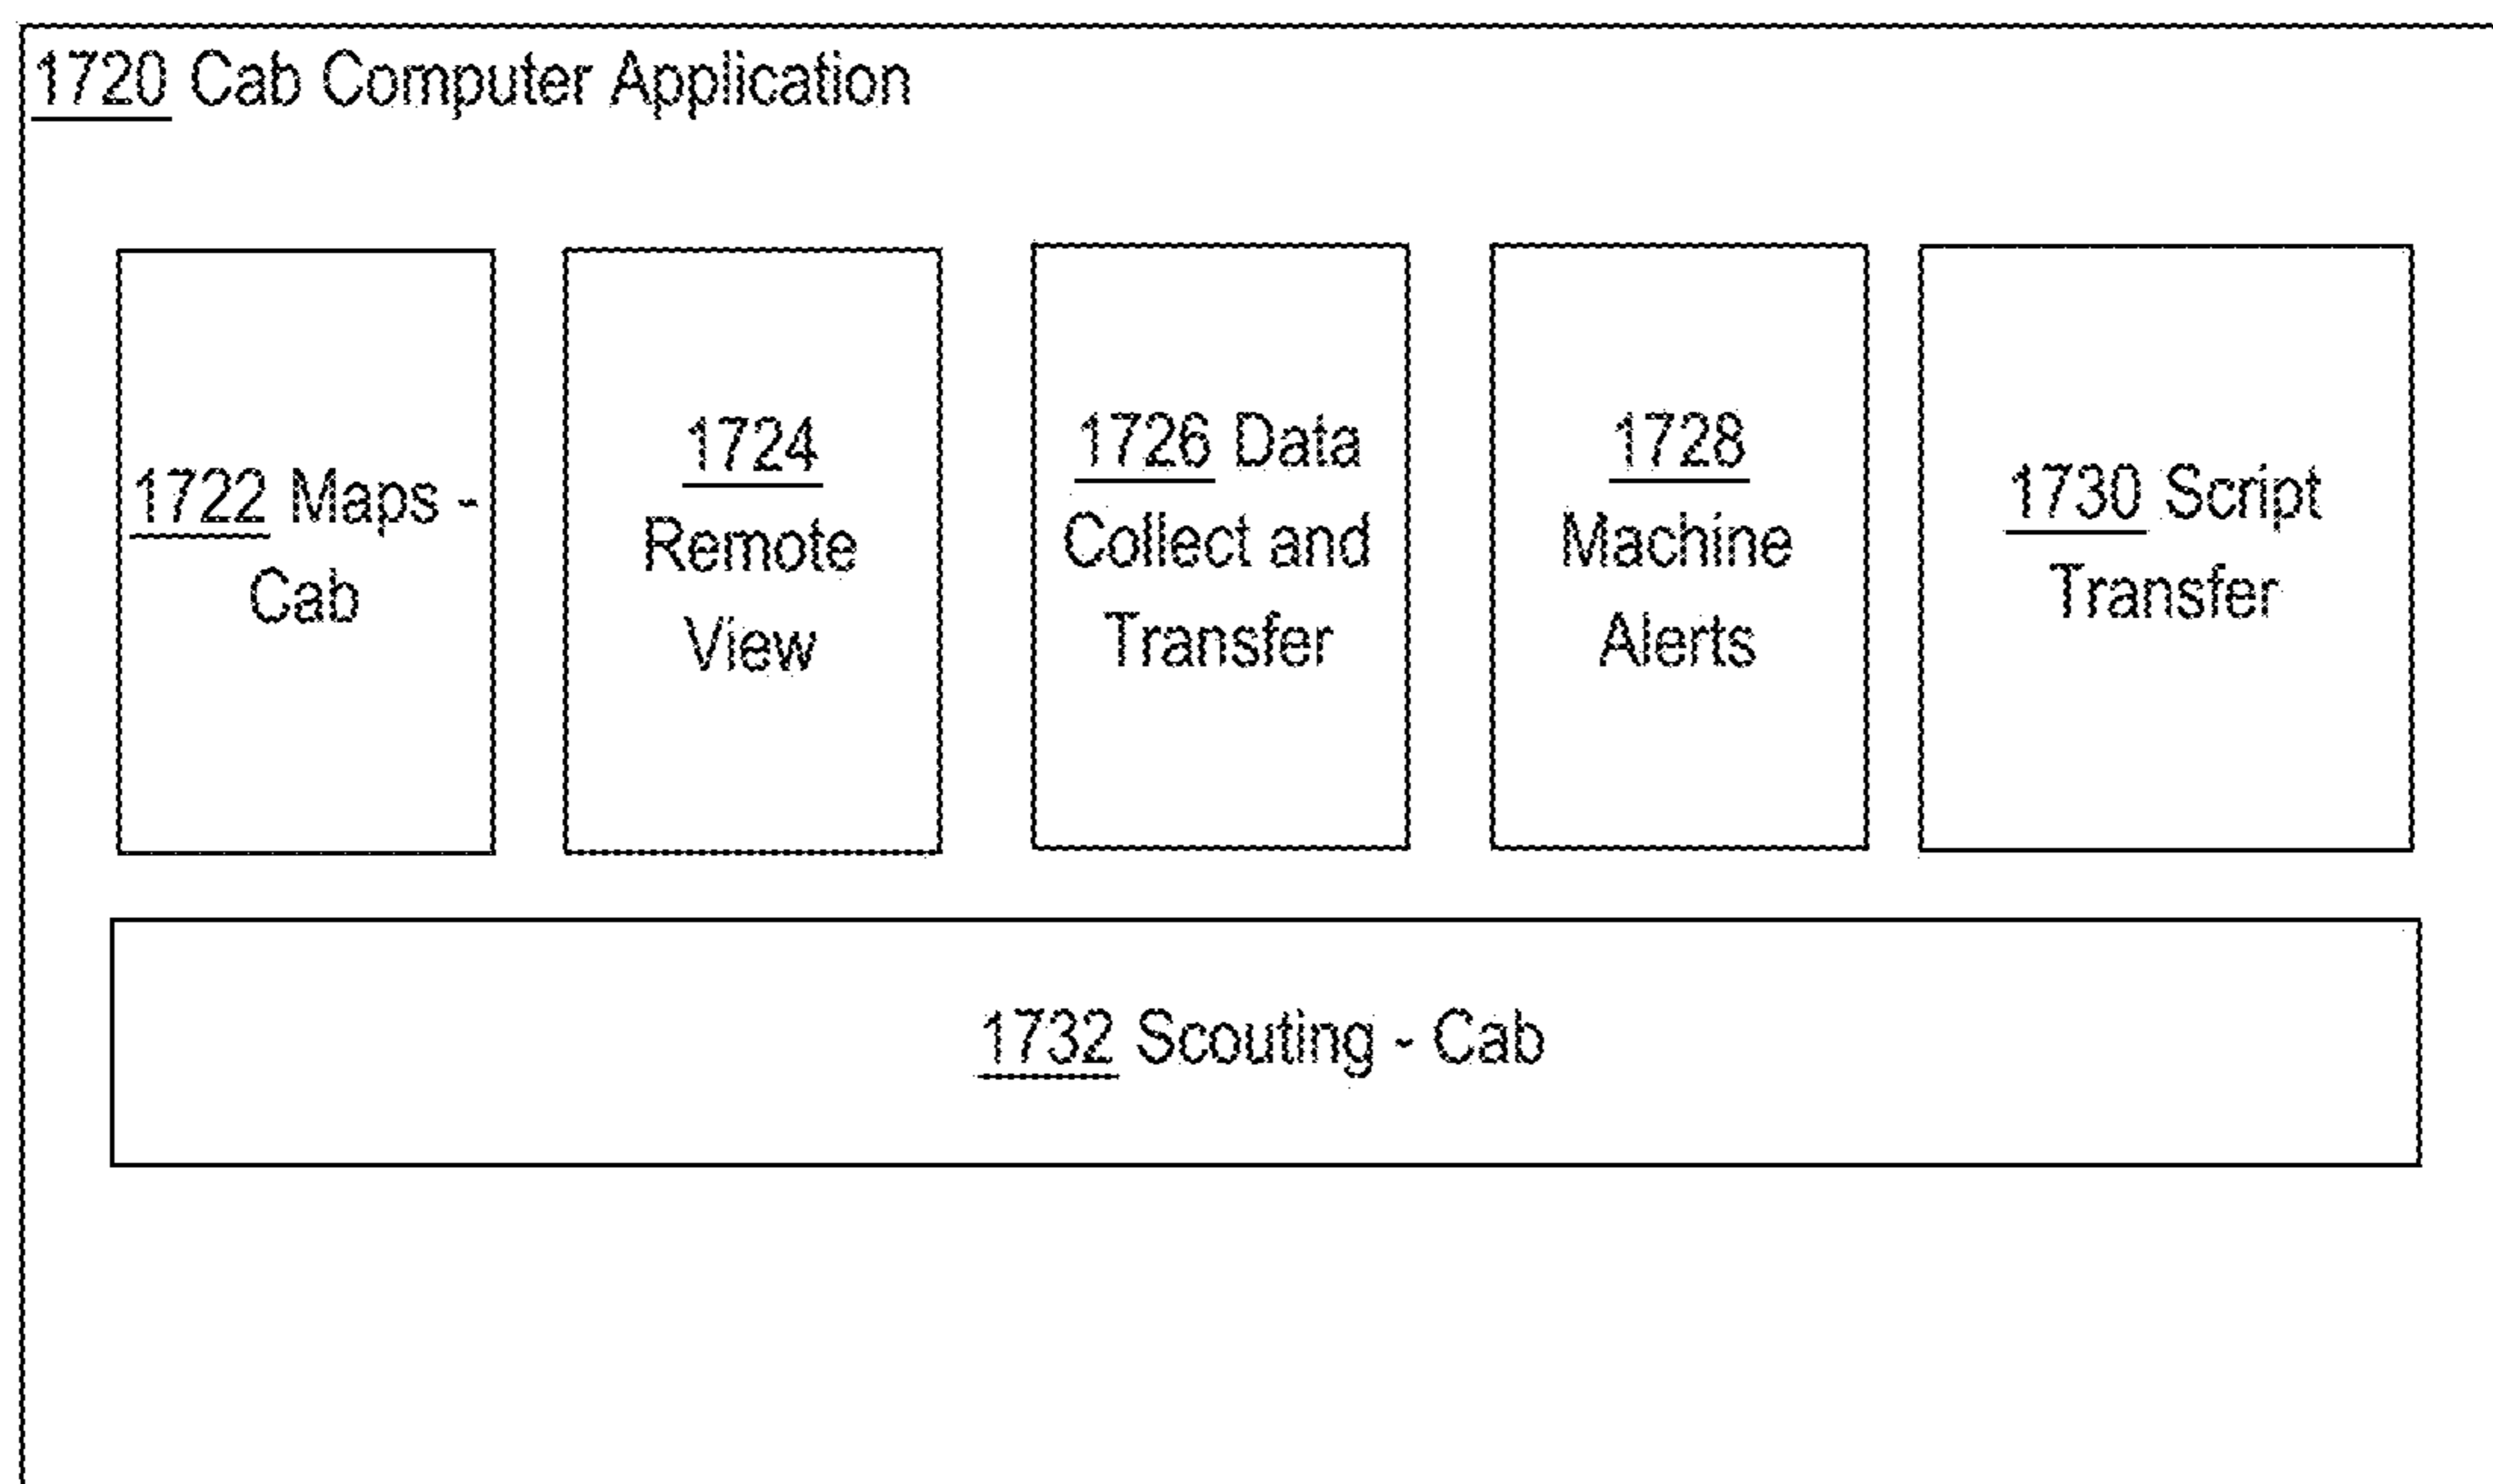 1720 Cab Computer Application
1722 Maps -
Cab
1724
Remote
View
1726 Data
Collect and
Transfer
1728
Machine
Alerts
1730 Script
Transfer
1732 Scouting - Cab